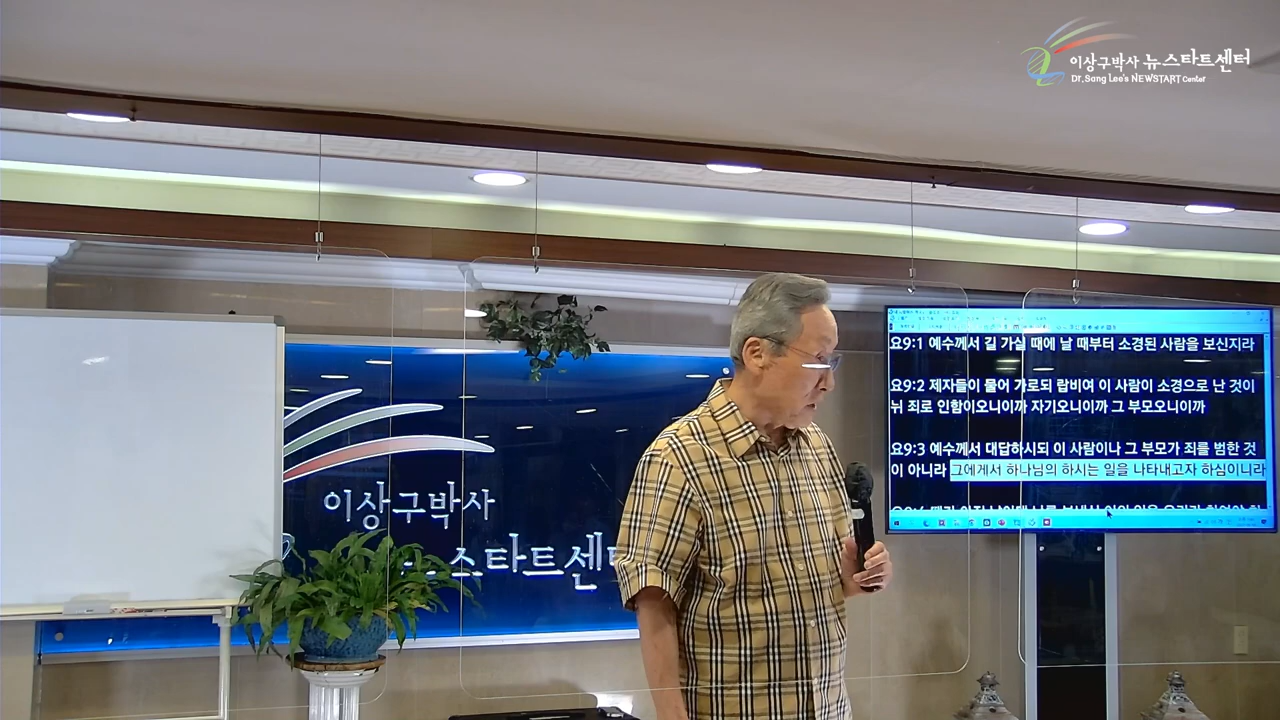 이상구박사 뉴스타트센터
Dr. Sang Lee's NEWSTART Center
요9:1 예수께서 길 가실 때에 날 때부터 소경된 사람을 보신지라
요9:2 제자들이 물어 가로되 랍비여 이 사람이 소경으로 난 것이
뉘 죄로 인함이오니이까 자기오니이까 그 부모오니이까
요9:3 예수께서 대답하시되 이 사람이나 그 부모가 죄를 범한 것
이 아니라 그에게서 하나님의 하시는 일을 나타내고자 하심이니라
이상구박사
스타트센